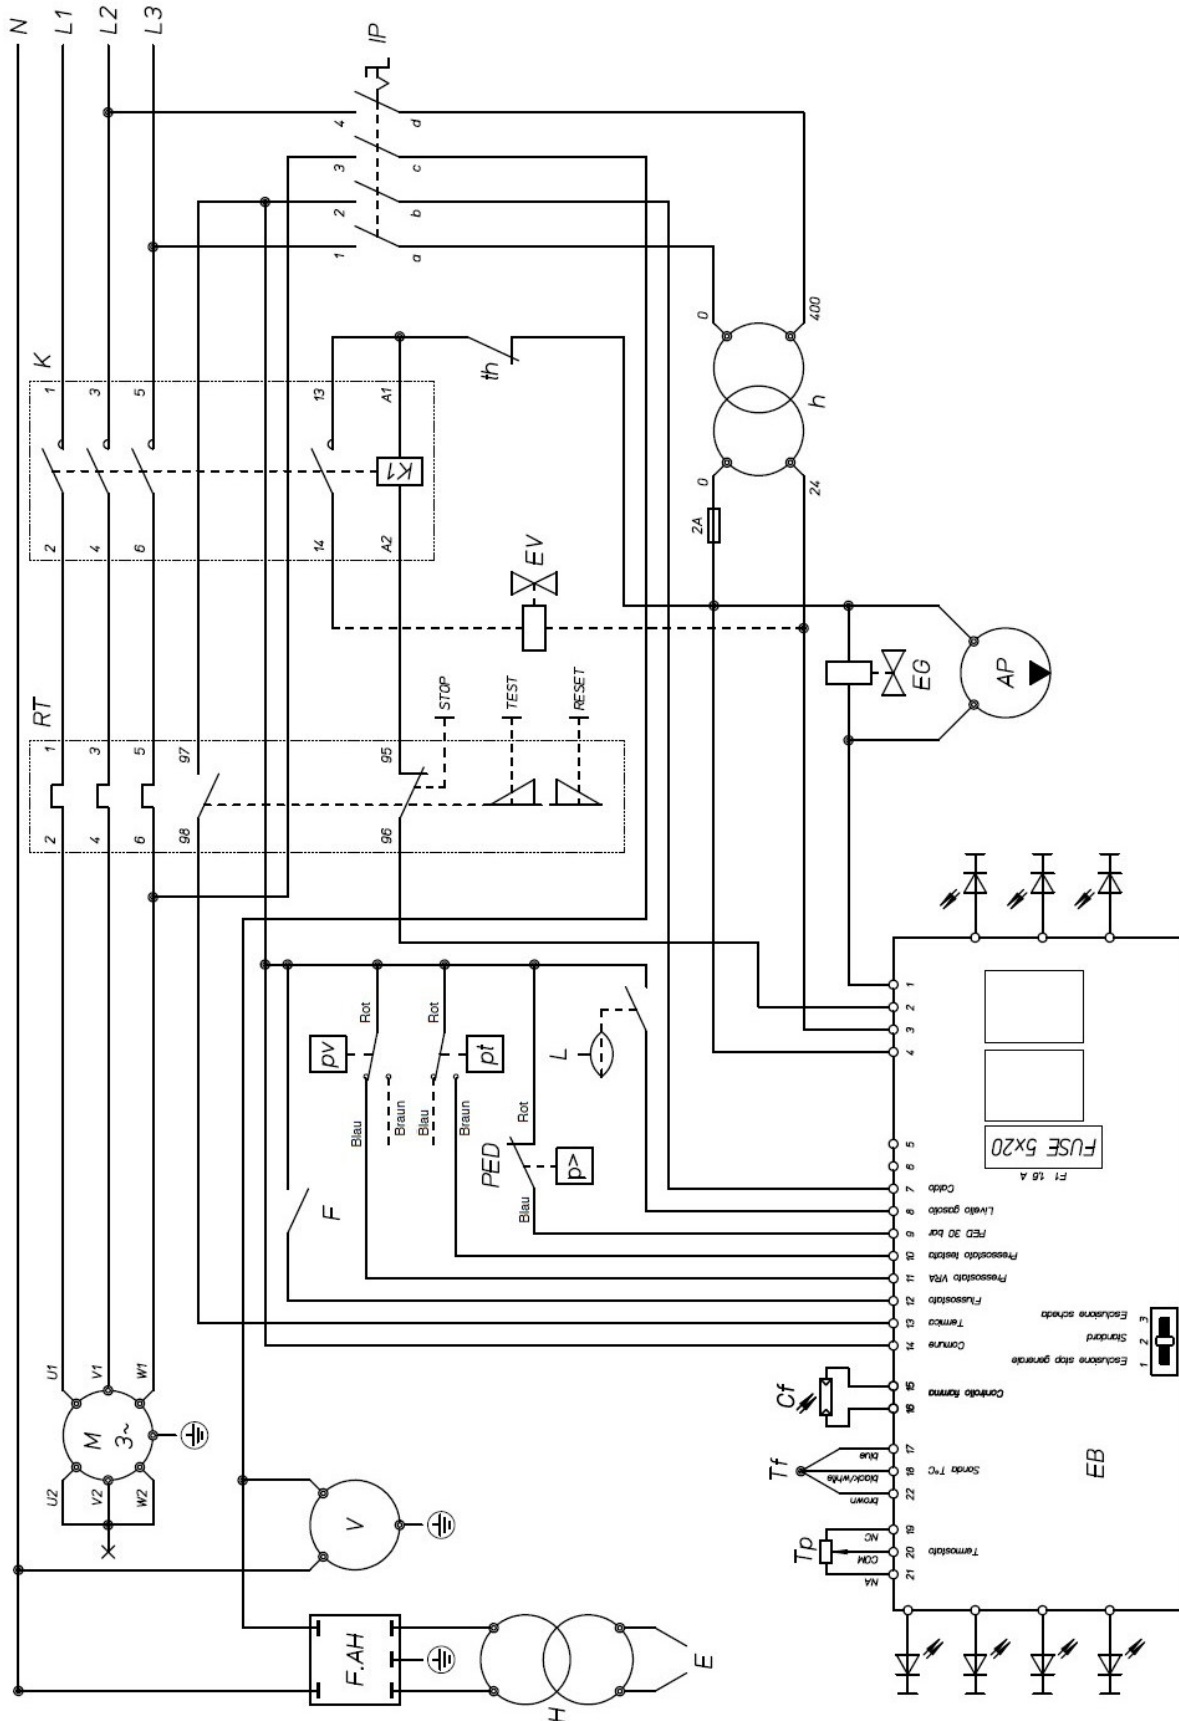 N
L1
L2
L3
IP
4
3
2
1
d
c
b
a
K
1
3
5
13
A1
K1
2
4
6
14
A2
th
0
400
h
0
24
2A
EV
EG
AP
RT
1
3
5
97
95
2
4
6
98
96
STOP
TEST
RESET
pv
Rot
Blau
Braun
Rot
pt
Blau
Braun
PED
Rot
p>
Blau
L
F
U1
V1
W1
M
3~
U2
V2
W2
V
F.AH
H
E
1
2
3
4
5
6
7 Caldo
8 Livello gasolio
9 PED 30 bar
10 Pressostato testata
11 Pressostato VRA
12 Flussostato
13 Termica
14 Comune
15
16
Controllo fiamma
17
18
22
Sonda T°C
19
20
21
Termostato
Cf
Tf
blue
black/white
brown
Tp
NC
COM
NA
FUSE 5x20
F1 1,6 A
3 Esclusione scheda
2 Standard
1 Esclusione stop generale
EB